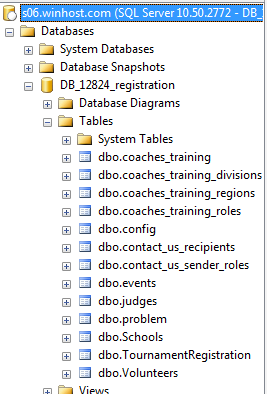 s06.winhost.com (SQL Server 10.50.2772 - DB_
Databases
System Databases
Database Snapshots
DB_12824_registration
Database Diagrams
Tables
System Tables
dbo.coaches_training
dbo.coaches_training_divisions
dbo.coaches_training_regions
dbo.coaches_training_roles
dbo.config
dbo.contact_us_recipients
dbo.contact_us_sender_roles
dbo.events
dbo.judges
dbo.problem
dbo.Schools
dbo.TournamentRegistration
dbo.Volunteers
Views